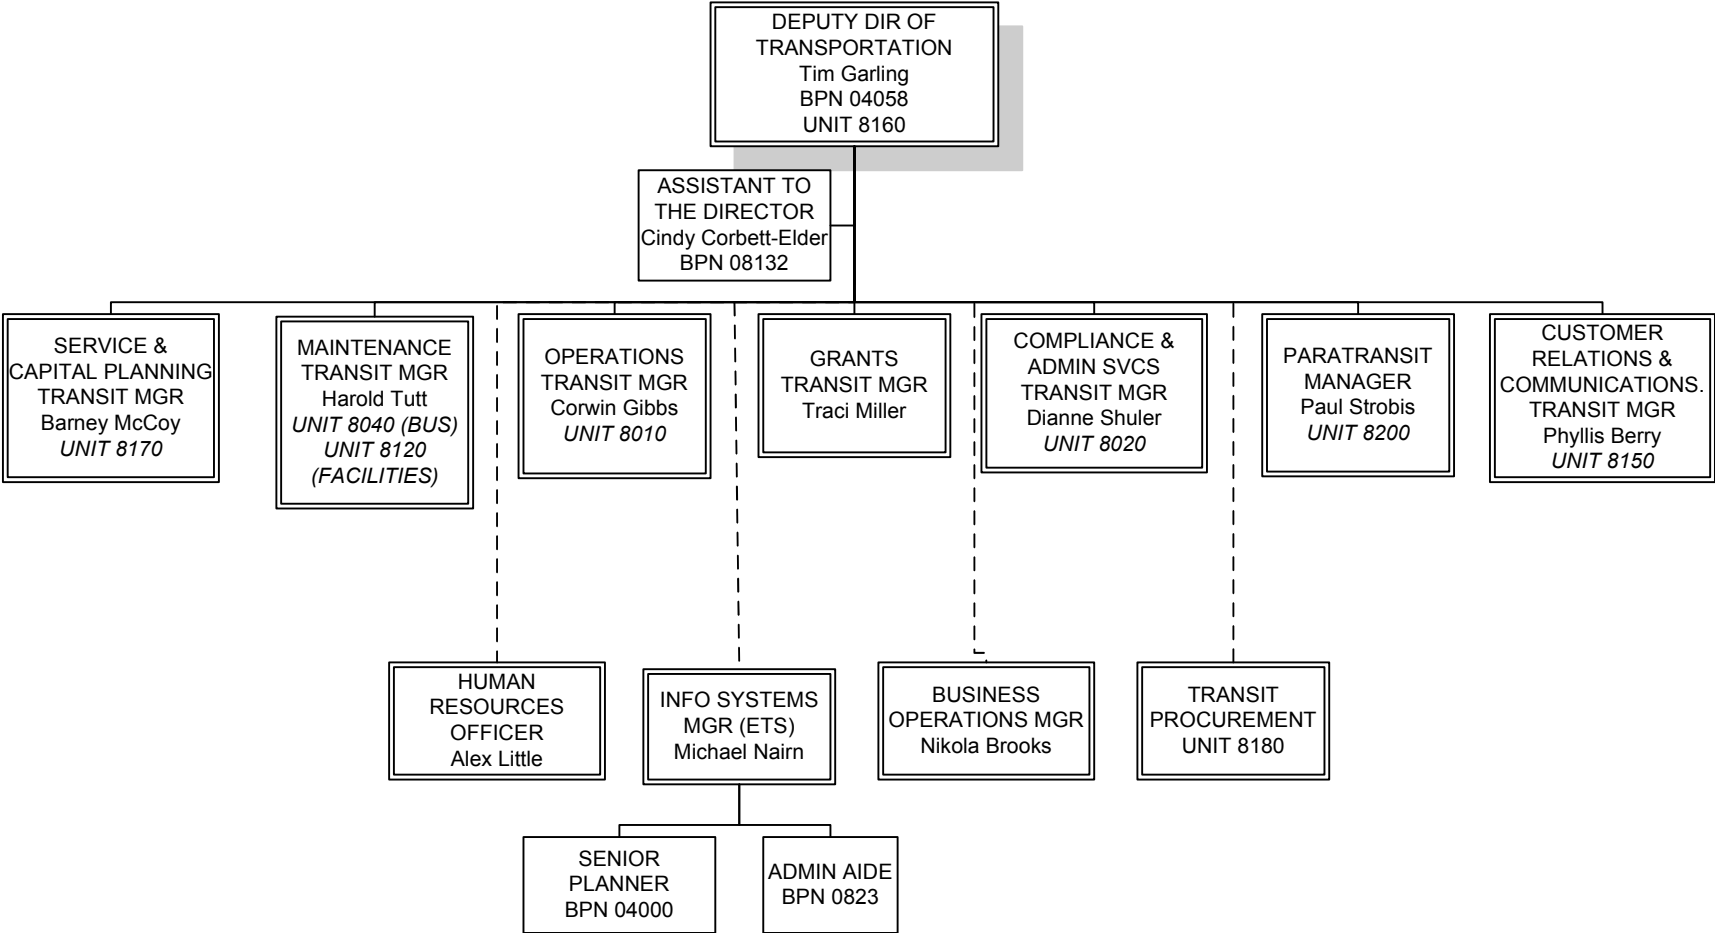 DEPUTY DIR OF
TRANSPORTATION
Tim Garling
BPN 04058
UNIT 8160
ASSISTANT TO
THE DIRECTOR
Cindy Corbett-Elder
BPN 08132
SERVICE &
CAPITAL PLANNING
TRANSIT MGR
Barney McCoy
UNIT 8170
MAINTENANCE
TRANSIT MGR
Harold Tutt
UNIT 8040 (BUS)
UNIT 8120
(FACILITIES)
OPERATIONS
TRANSIT MGR
Corwin Gibbs
UNIT 8010
GRANTS
TRANSIT MGR
Traci Miller
COMPLIANCE &
ADMIN SVCS
TRANSIT MGR
Dianne Shuler
UNIT 8020
PARATRANSIT
MANAGER
Paul Strobis
UNIT 8200
CUSTOMER
RELATIONS &
COMMUNICATIONS.
TRANSIT MGR
Phyllis Berry
UNIT 8150
HUMAN
RESOURCES
OFFICER
Alex Little
INFO SYSTEMS
MGR (ETS)
Michael Nairn
BUSINESS
OPERATIONS MGR
Nikola Brooks
TRANSIT
PROCUREMENT
UNIT 8180
SENIOR
PLANNER
BPN 04000
ADMIN AIDE
BPN 0823